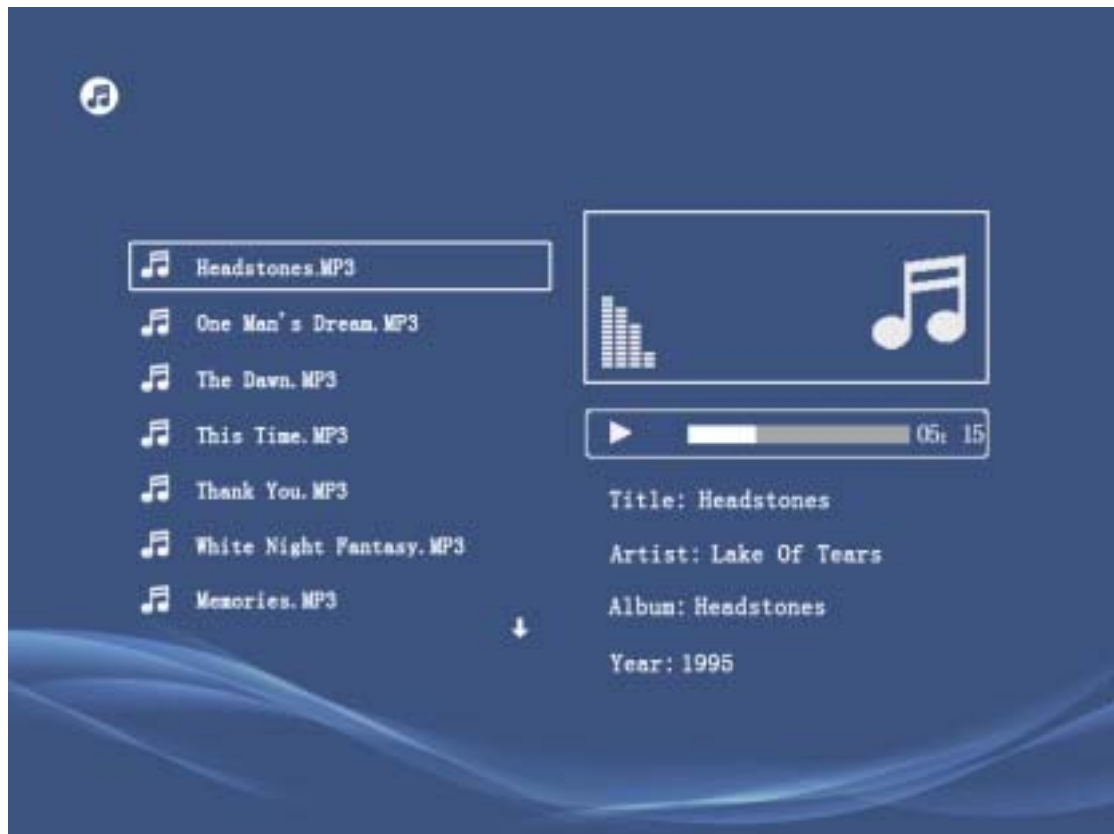 Headstones.MP3
One Man's Dream.MP3
The Dawn.MP3
This Time.MP3
Thank You.MP3
White Night Fantasy.MP3
Memories.MP3
05: 15
Title: Headstones
Artist: Lake Of Tears
Album: Headstones
Year: 1995